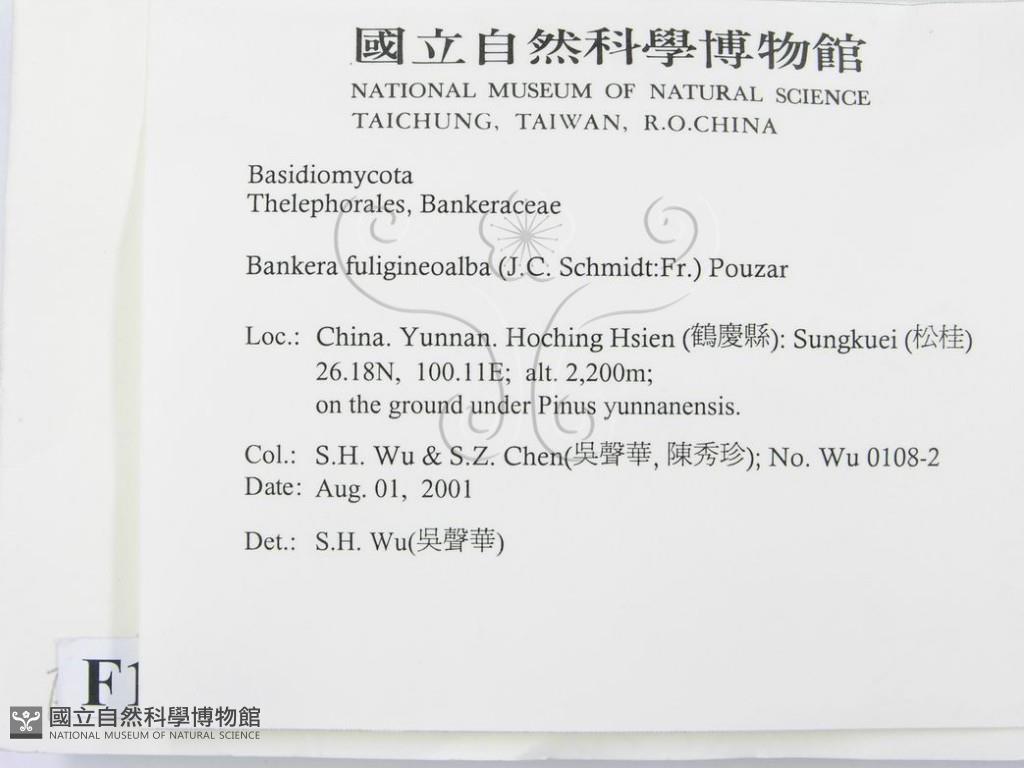 國立自然科學博物館
NATIONAL MUSEUM OF NATURAL SCIENCE
TAICHUNG, TAIWAN, R.O.CHINA
Basidiomycota
Thelephorales, Bankeraceae
Bankera fuligineoalba (J.C. Schmidt:Fr.) Pouzar
Loc.: China. Yunnan. Hoching Hsien (鶴慶縣): Sungkuei (松桂)
26.18N, 100.11E; alt. 2,200m;
on the ground under Pinus yunnanensis.
Col.: S.H. Wu & S.Z. Chen(吳聲華, 陳秀珍); No. Wu 0108-2
Date: Aug. 01, 2001
Det.: S.H. Wu(吳聲華)
F1
國立自然科學博物館
NATIONAL MUSEUM OF NATURAL SCIENCE